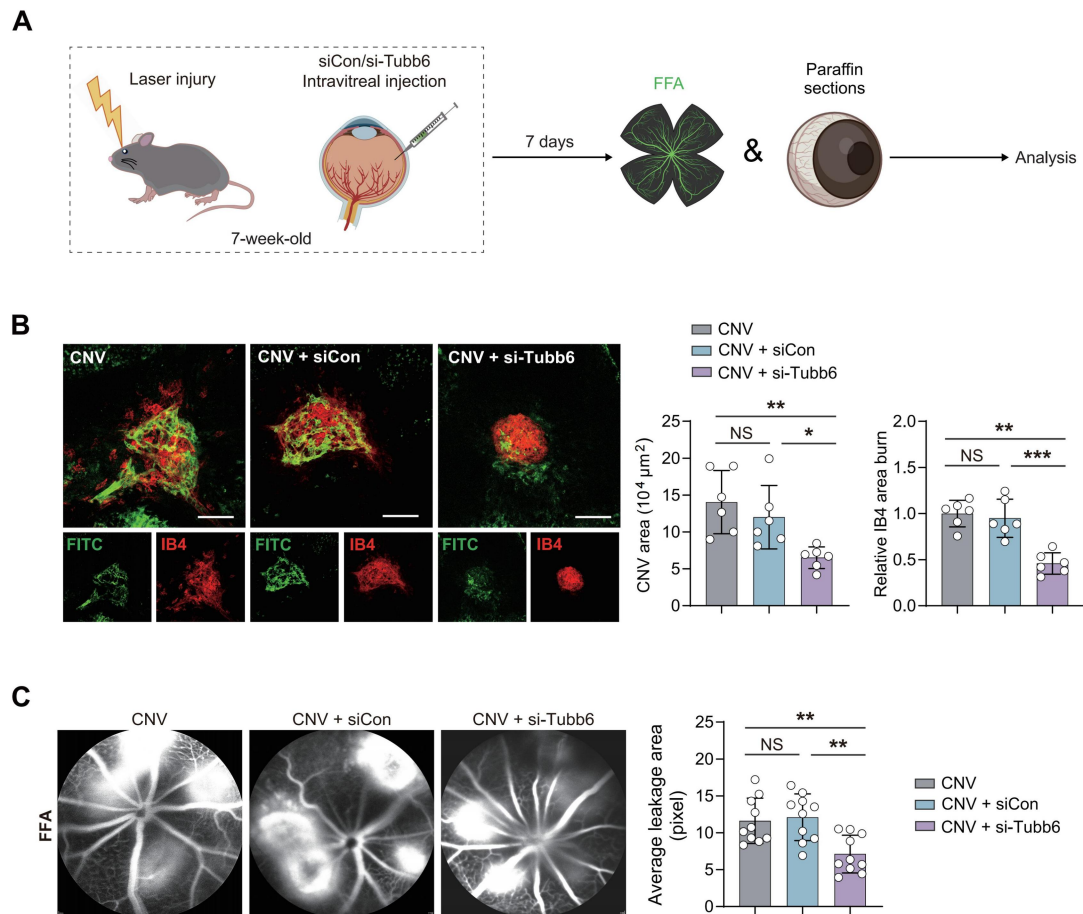 A
Laser injury
siCon/si-Tubb6
Intravitreal injection
7-week-old
7 days
FFA
&
Paraffin
sections
Analysis
B
CNV
CNV + siCon
CNV + si-Tubb6
FITC
IB4
FITC
IB4
FITC
IB4
CNV
CNV + siCon
CNV + si-Tubb6
CNV area (10⁴ µm²)
25
20
15
10
5
0
**
NS
*
Relative IB4 area burn
2.0
1.5
1.0
0.5
0.0
**
NS
***
C
CNV
CNV + siCon
CNV + si-Tubb6
FFA
Average leakage area
(pixel)
25
20
15
10
5
0
**
NS
**
CNV
CNV + siCon
CNV + si-Tubb6